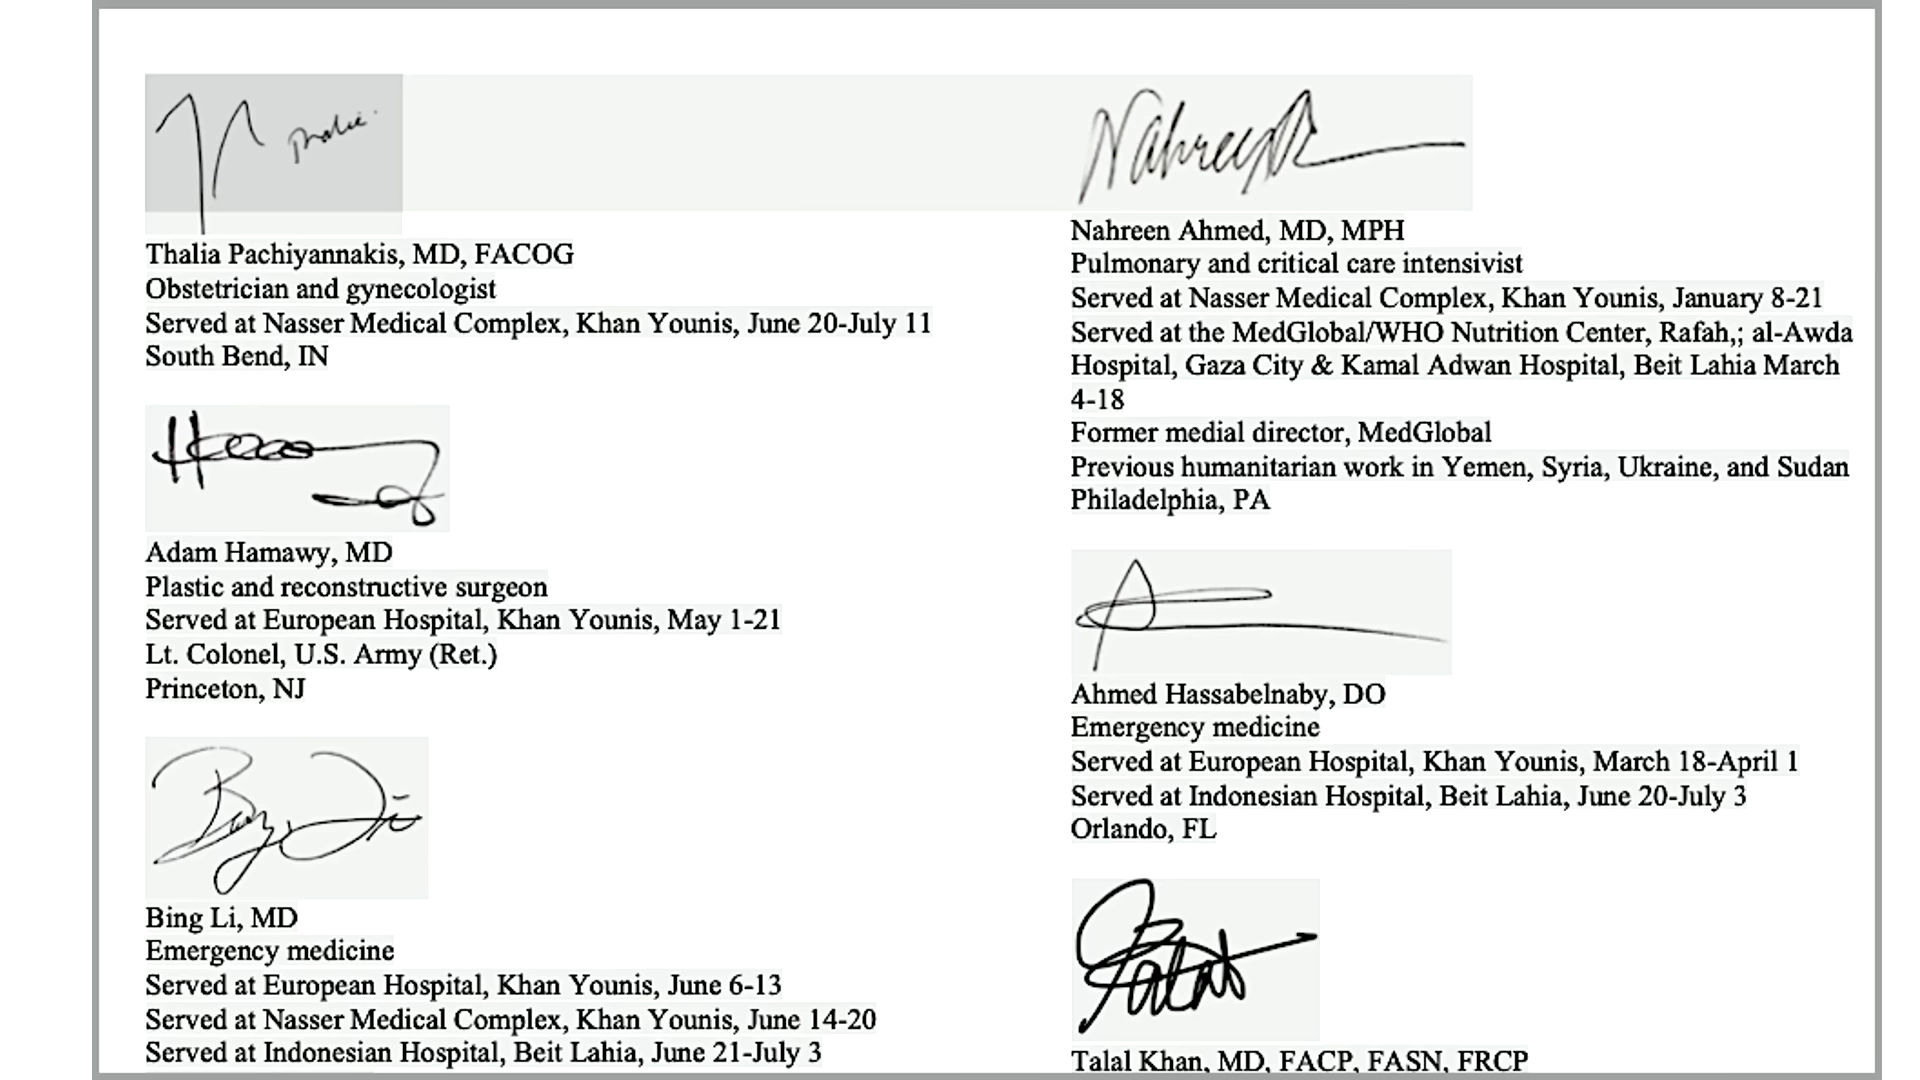 Thalia Pachiyannakis, MD, FACOG
Obstetrician and gynecologist
Served at Nasser Medical Complex, Khan Younis, June 20-July 11
South Bend, IN
Adam Hamawy, MD
Plastic and reconstructive surgeon
Served at European Hospital, Khan Younis, May 1-21
Lt. Colonel, U.S. Army (Ret.)
Princeton, NJ
Bing Li, MD
Emergency medicine
Served at European Hospital, Khan Younis, June 6-13
Served at Nasser Medical Complex, Khan Younis, June 14-20
Served at Indonesian Hospital, Beit Lahia, June 21-July 3
Nahreen Ahmed, MD, MPH
Pulmonary and critical care intensivist
Served at Nasser Medical Complex, Khan Younis, January 8-21
Served at the MedGlobal/WHO Nutrition Center, Rafah,; al-Awda
Hospital, Gaza City & Kamal Adwan Hospital, Beit Lahia March
4-18
Former medial director, MedGlobal
Previous humanitarian work in Yemen, Syria, Ukraine, and Sudan
Philadelphia, PA
Ahmed Hassabelnaby, DO
Emergency medicine
Served at European Hospital, Khan Younis, March 18-April 1
Served at Indonesian Hospital, Beit Lahia, June 20-July 3
Orlando, FL
Talal Khan, MD, FACP, FASN, FRCP